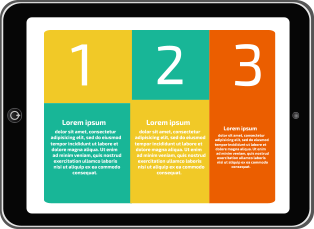 1
2
3
Lorem ipsum
dolor sit amet, consectetur
adipiscing elit, sed do eiusmod
tempor incididunt ut labore et
dolore magna aliqua. Ut enim
ad minim veniam, quis nostrud
exercitation ullamco laboris nisi
ut aliquip ex ea commodo
consequat.
Lorem ipsum
dolor sit amet, consectetur
adipiscing elit, sed do eiusmod
tempor incididunt ut labore et
dolore magna aliqua. Ut enim
ad minim veniam, quis nostrud
exercitation ullamco laboris nisi
ut aliquip ex ea commodo
consequat.
Lorem ipsum
dolor sit amet, consectetur
adipiscing elit, sed do eiusmod
tempor incididunt ut labore et
dolore magna aliqua. Ut enim
ad minim veniam, quis nostrud
exercitation ullamco laboris nisi
ut aliquip ex ea commodo
consequat.